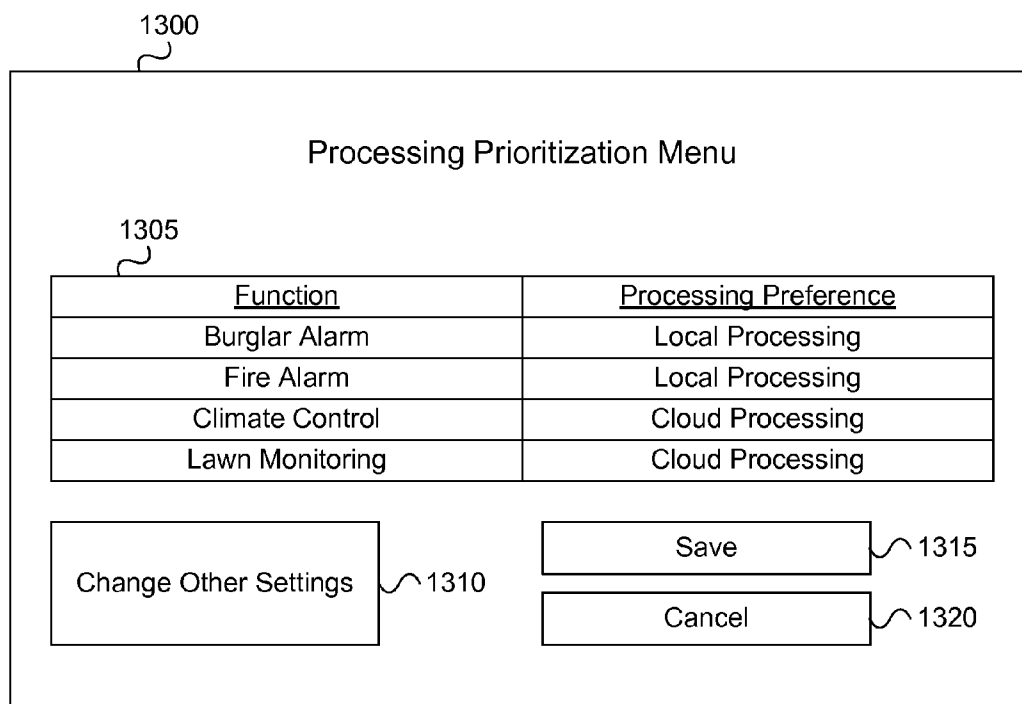 1300
Processing Prioritization Menu
1305
Function Processing Preference
Burglar Alarm Local Processing
Fire Alarm Local Processing
Climate Control Cloud Processing
Lawn Monitoring Cloud Processing
Change Other Settings 1310
Save 1315
Cancel 1320